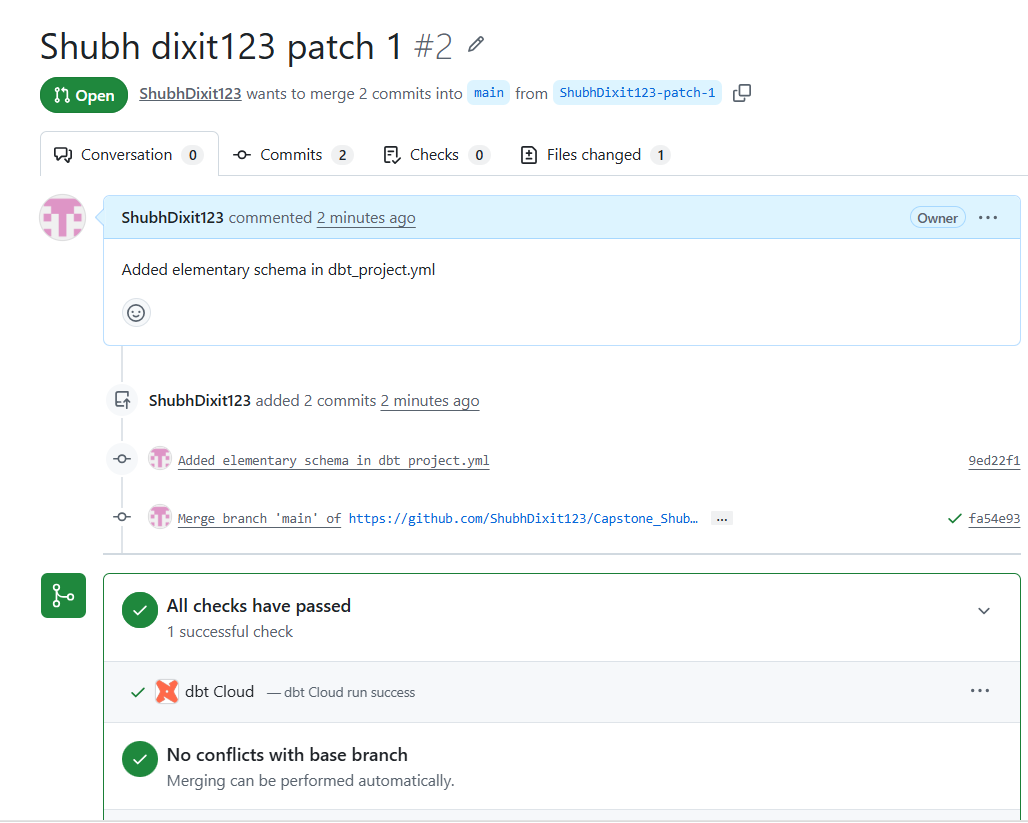 Shubh dixit123 patch 1 #2
Open ShubhDixit123 wants to merge 2 commits into main from ShubhDixit123-patch-1
Conversation 0 Commits 2 Checks 0 Files changed 1
ShubhDixit123 commented 2 minutes ago Owner
Added elementary schema in dbt_project.yml
ShubhDixit123 added 2 commits 2 minutes ago
Added elementary schema in dbt_project.yml 9ed22f1
Merge branch 'main' of https://github.com/ShubhDixit123/Capstone_Shub… … fa54e93
All checks have passed
1 successful check
dbt Cloud — dbt Cloud run success
No conflicts with base branch
Merging can be performed automatically.